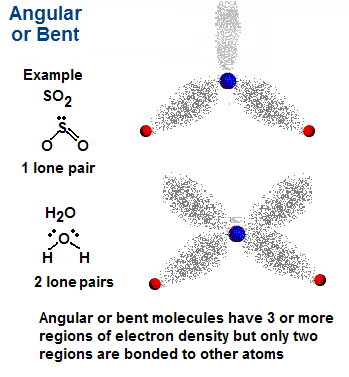 Angular
or Bent
Example
SO2
S
O O
1 lone pair
H2O
O
H H
2 lone pairs
Angular or bent molecules have 3 or more
regions of electron density but only two
regions are bonded to other atoms